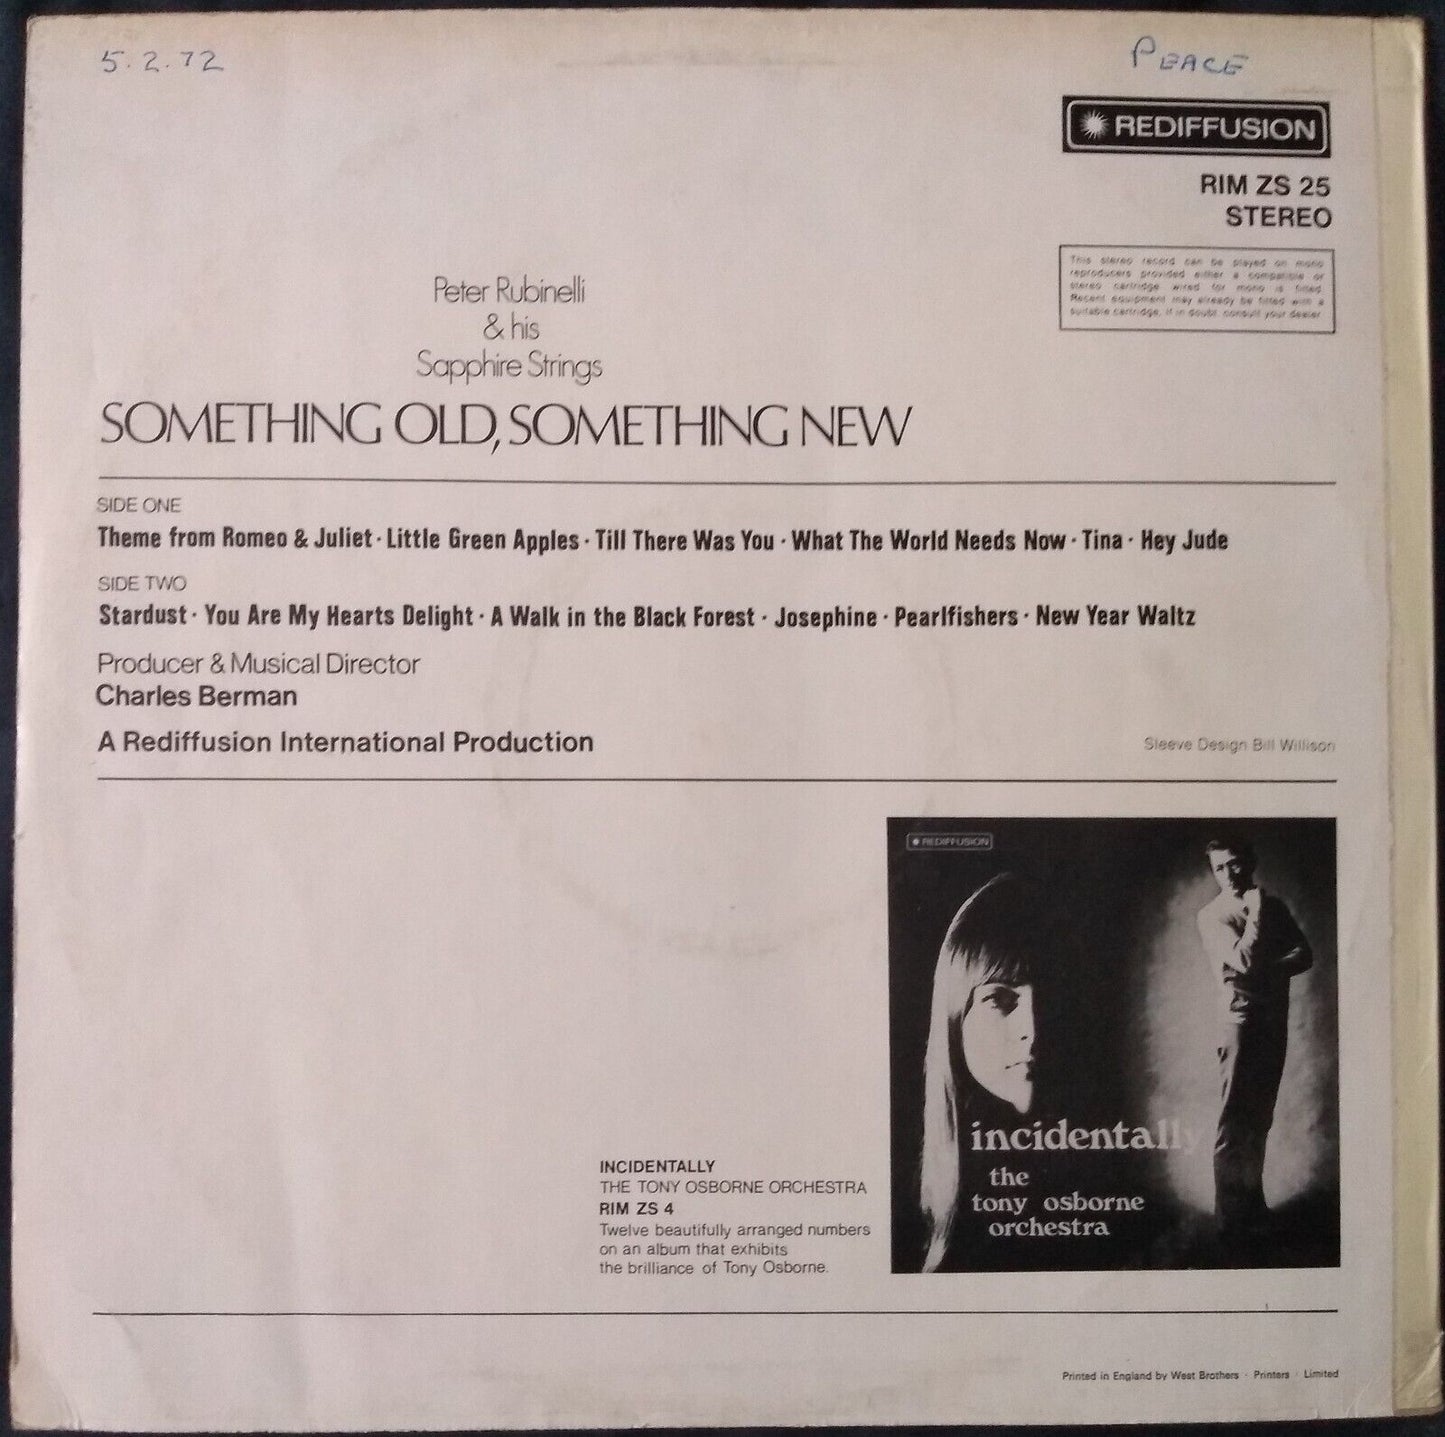 5.2.72
PEACE
REDIFFUSION
RIM ZS 25
STEREO
This stereo record can be played on mono
reproducers provided either a compatible or
stereo cartridge wired for mono is fitted.
Recent equipment may already be fitted with a
suitable cartridge. If in doubt consult your dealer
Peter Rubinelli
& his
Sapphire Strings
SOMETHING OLD, SOMETHING NEW
SIDE ONE
Theme from Romeo & Juliet · Little Green Apples · Till There Was You · What The World Needs Now · Tina · Hey Jude
SIDE TWO
Stardust · You Are My Hearts Delight · A Walk in the Black Forest · Josephine · Pearlfishers · New Year Waltz
Producer & Musical Director
Charles Berman
A Rediffusion International Production
Sleeve Design Bill Willison
REDIFFUSION
incidentally
the
tony osborne
orchestra
INCIDENTALLY
THE TONY OSBORNE ORCHESTRA
RIM ZS 4
Twelve beautifully arranged numbers
on an album that exhibits
the brilliance of Tony Osborne.
Printed in England by West Brothers · Printers · Limited